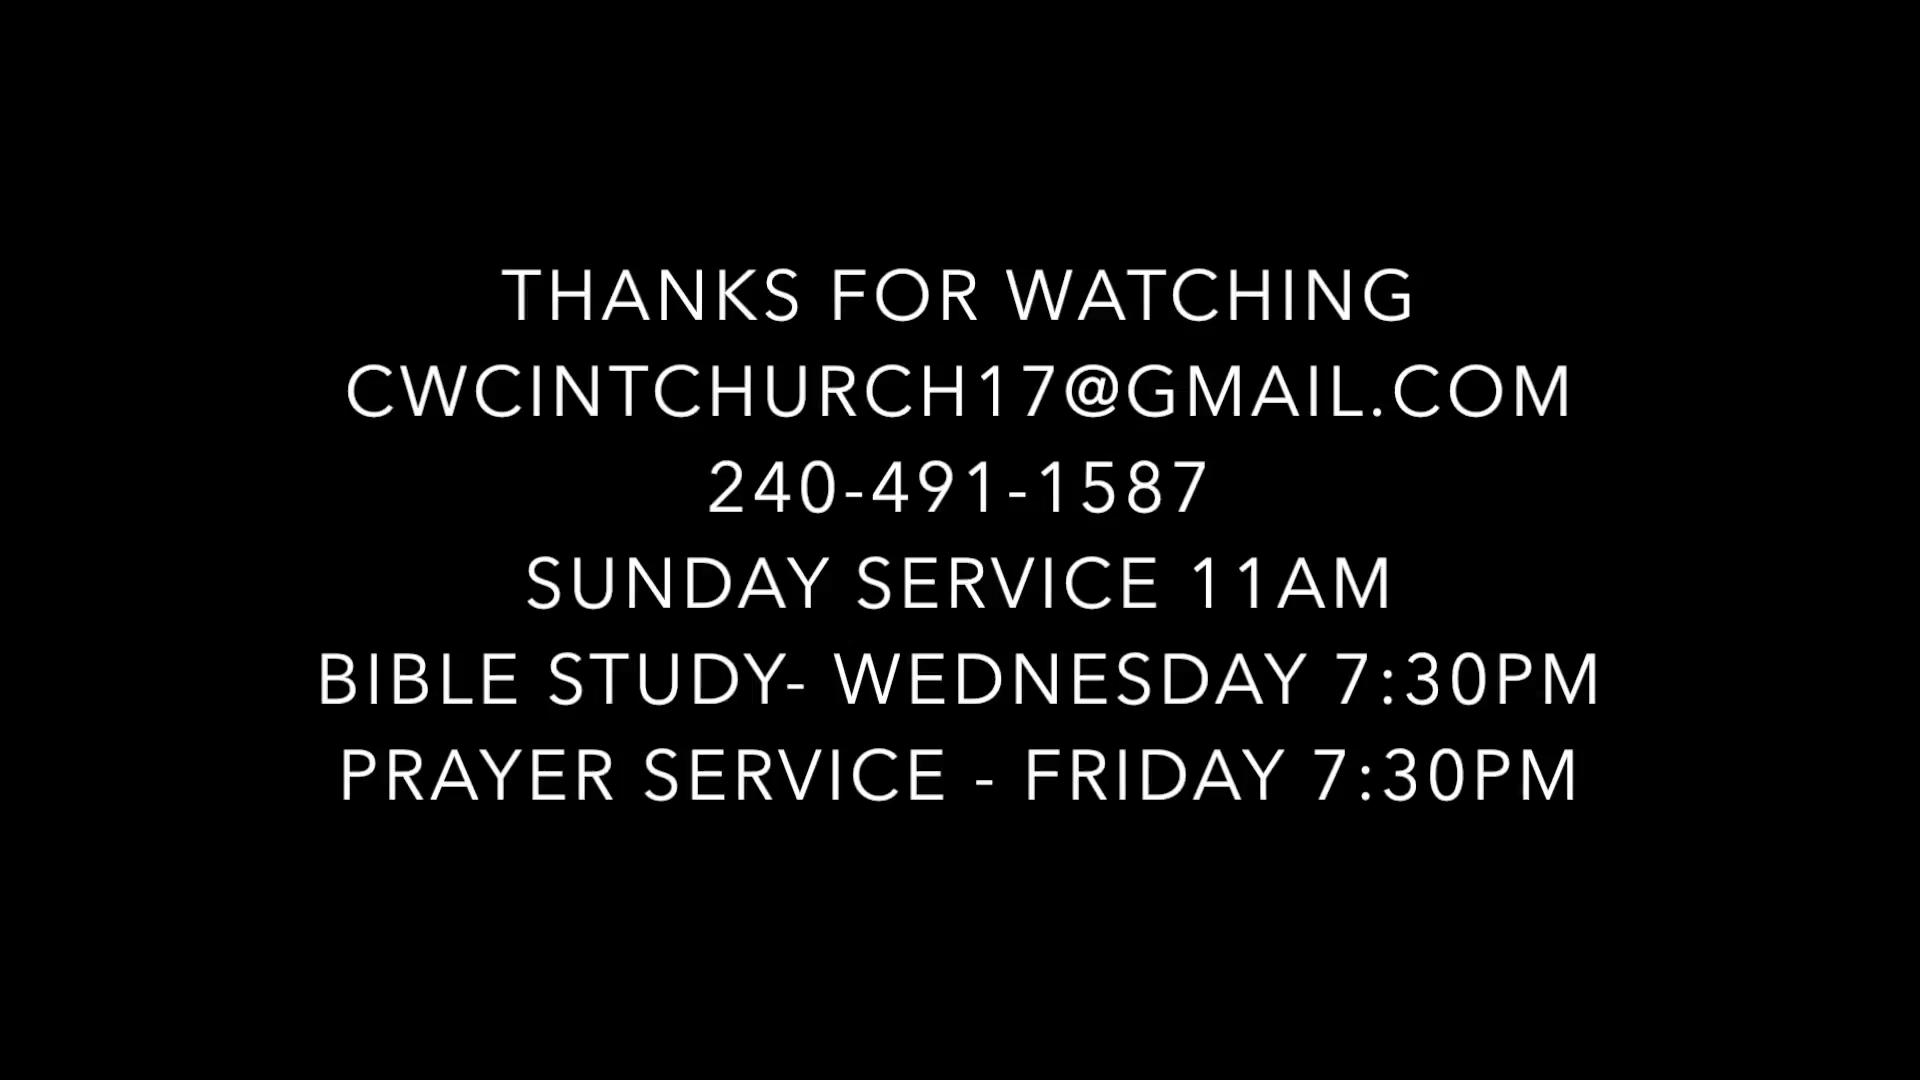 THANKS FOR WATCHING
CWCINTCHURCH17@GMAIL.COM
240-491-1587
SUNDAY SERVICE 11AM
BIBLE STUDY- WEDNESDAY 7:30PM
PRAYER SERVICE - FRIDAY 7:30PM